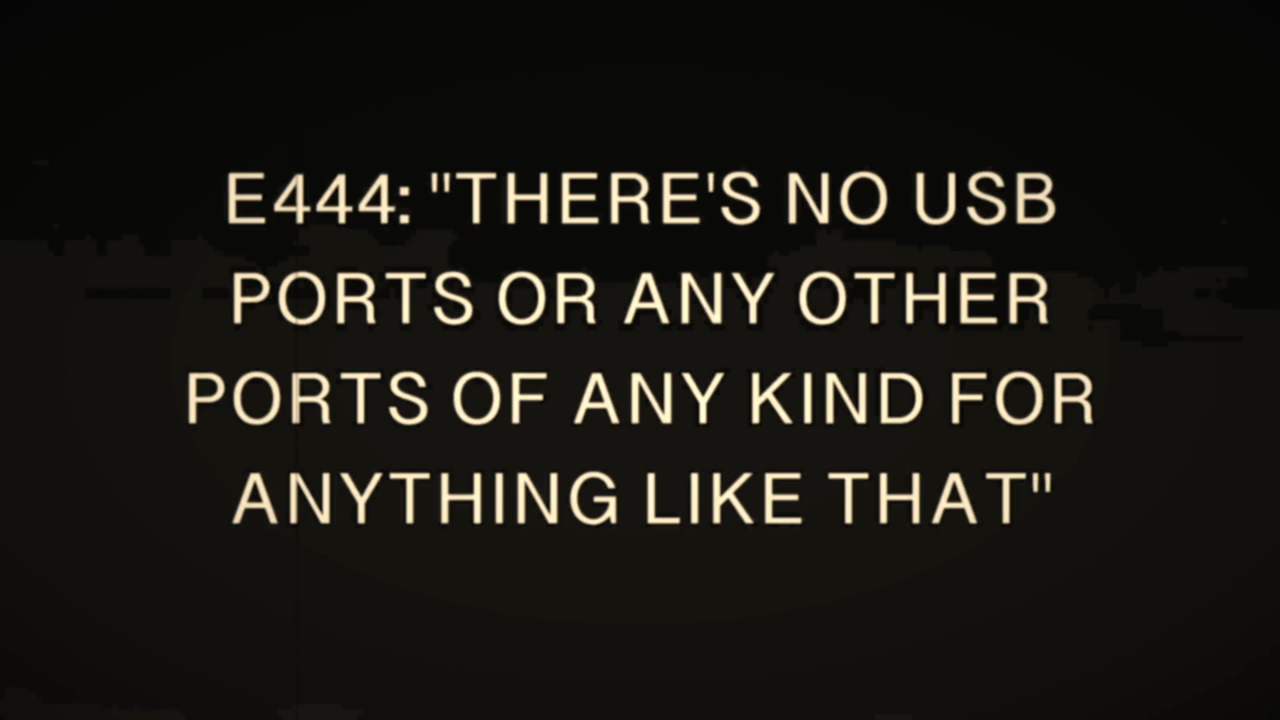 E444: "THERE'S NO USB
PORTS OR ANY OTHER
PORTS OF ANY KIND FOR
ANYTHING LIKE THAT"